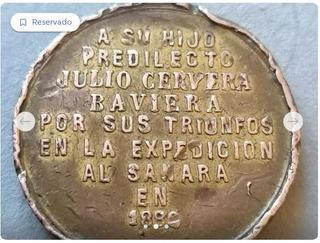 Reservado
A SU HIJO
PREDILECTO
JULIO CERVERA
BAVIERA
POR SUS TRIUNFOS
EN LA EXPEDICION
AL SAHARA
EN